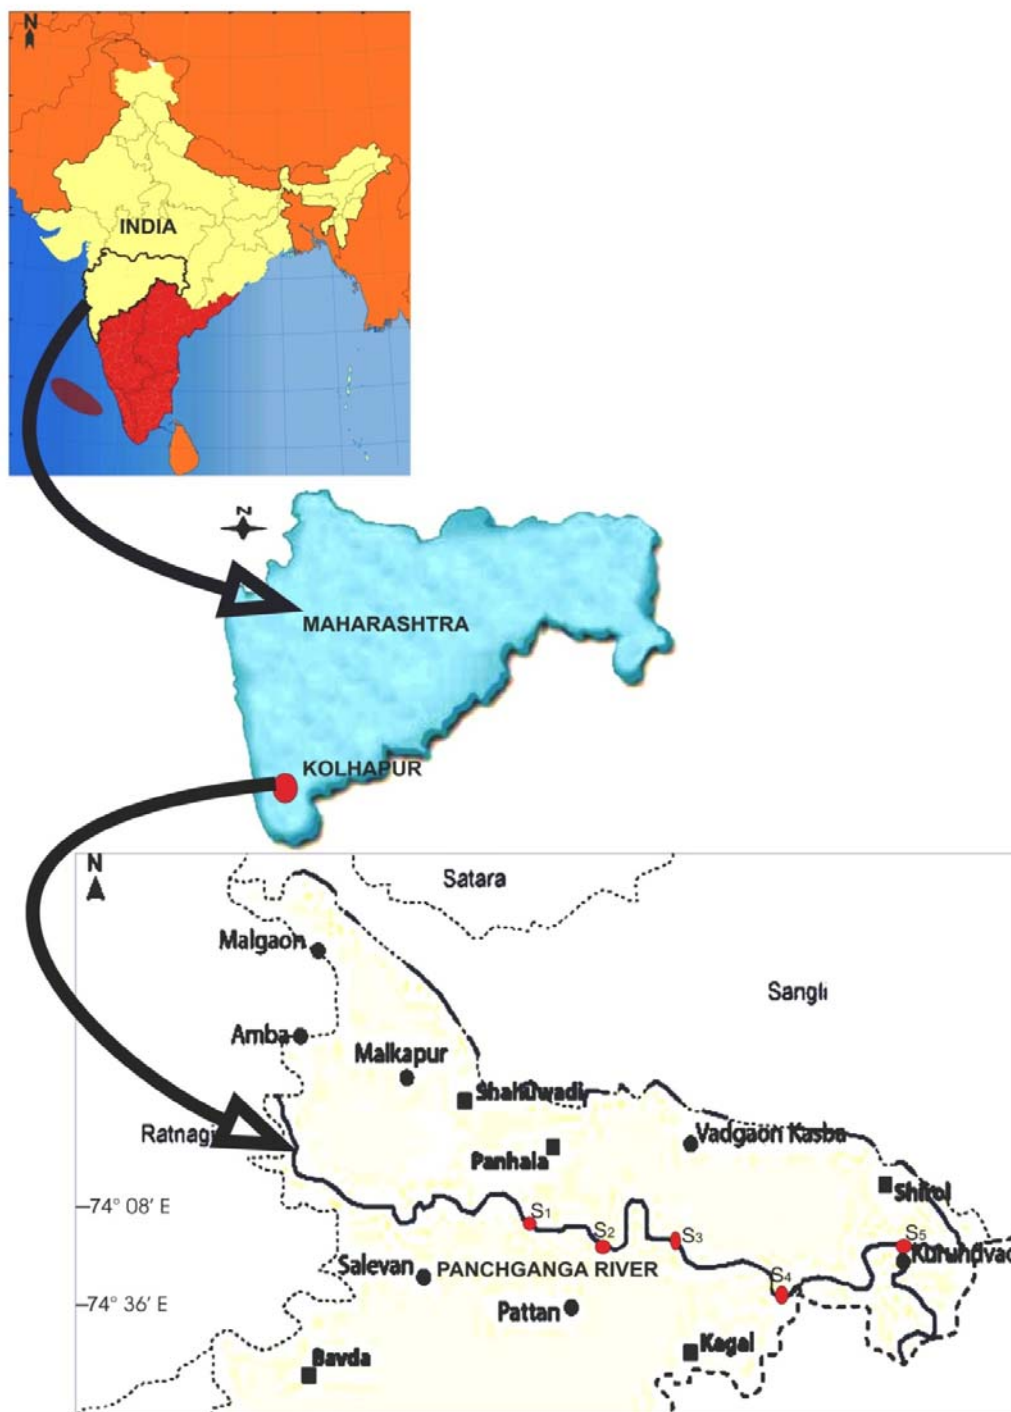 N
INDIA
N
MAHARASHTRA
KOLHAPUR
N
Satara
Malgaon
Sangli
Amba
Malkapur
Shahuwadi
Ratnagi
Vadgaon Kasba
Panhala
Shirol
74° 08' E
S1
S2
S3
S5
Kurundvad
Salevan
PANCHGANGA RIVER
S4
74° 36' E
Pattan
Kagal
Bavda